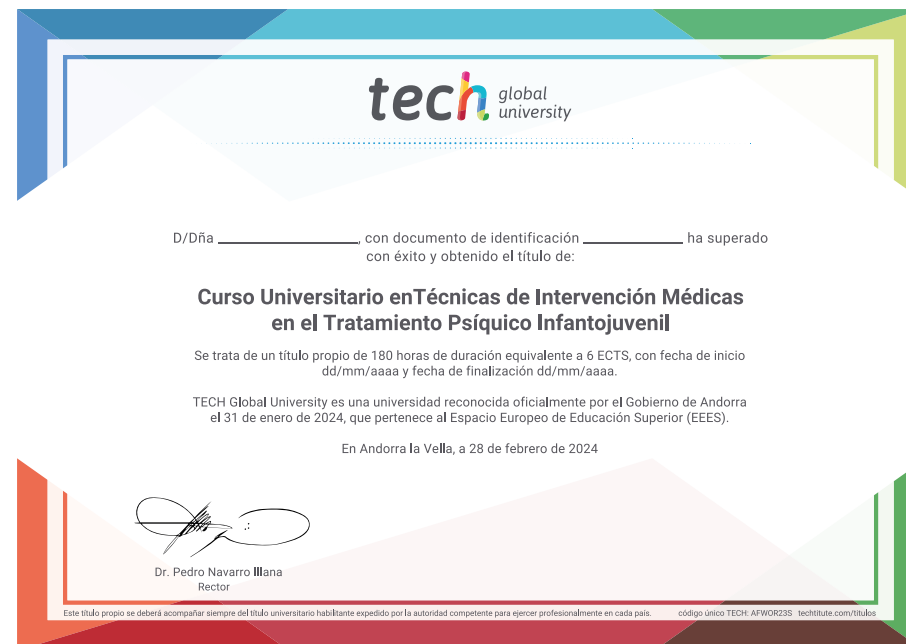 tech global
university
D/Dña ____________________, con documento de identificación ______________ ha superado
con éxito y obtenido el título de:
Curso Universitario enTécnicas de Intervención Médicas
en el Tratamiento Psíquico Infantojuvenil
Se trata de un título propio de 180 horas de duración equivalente a 6 ECTS, con fecha de inicio
dd/mm/aaaa y fecha de finalización dd/mm/aaaa.
TECH Global University es una universidad reconocida oficialmente por el Gobierno de Andorra
el 31 de enero de 2024, que pertenece al Espacio Europeo de Educación Superior (EEES).
En Andorra la Vella, a 28 de febrero de 2024
Dr. Pedro Navarro Illana
Rector
Este título propio se deberá acompañar siempre del título universitario habilitante expedido por la autoridad competente para ejercer profesionalmente en cada país. código único TECH: AFWOR23S techtitute.com/titulos